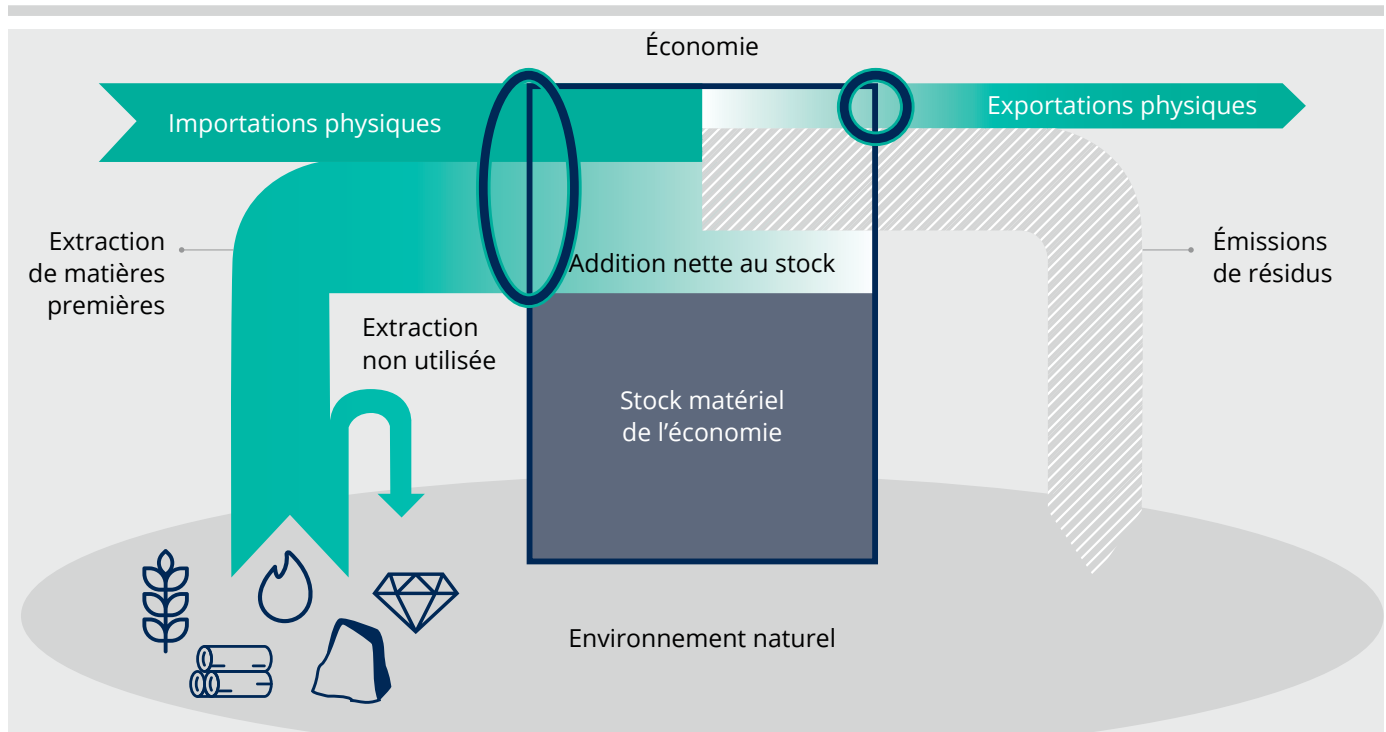 Économie
Importations physiques
Exportations physiques
Extraction
de matières
premières
Addition nette au stock
Émissions
de résidus
Extraction
non utilisée
Stock matériel
de l’économie
Environnement naturel